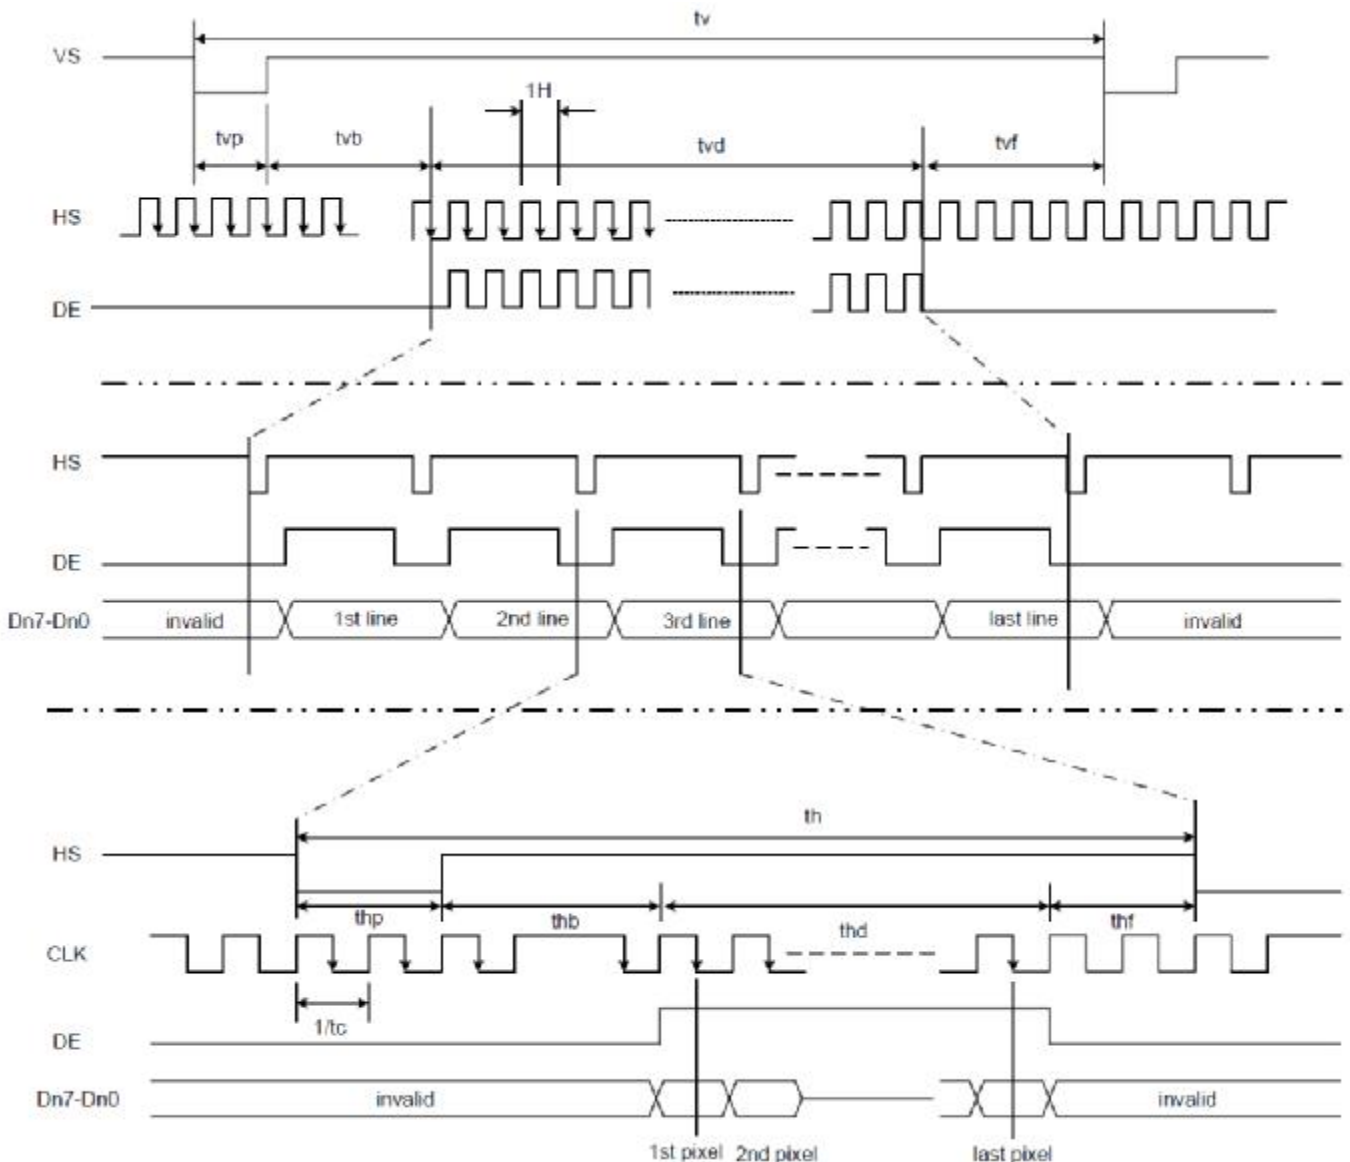 tv
VS
1H
tvp
tvb
tvd
tvf
HS
DE
HS
DE
Dn7-Dn0
invalid
1st line
2nd line
3rd line
last line
invalid
th
HS
thp
thb
thd
thf
CLK
1/tc
DE
Dn7-Dn0
invalid
invalid
1st pixel
2nd pixel
last pixel